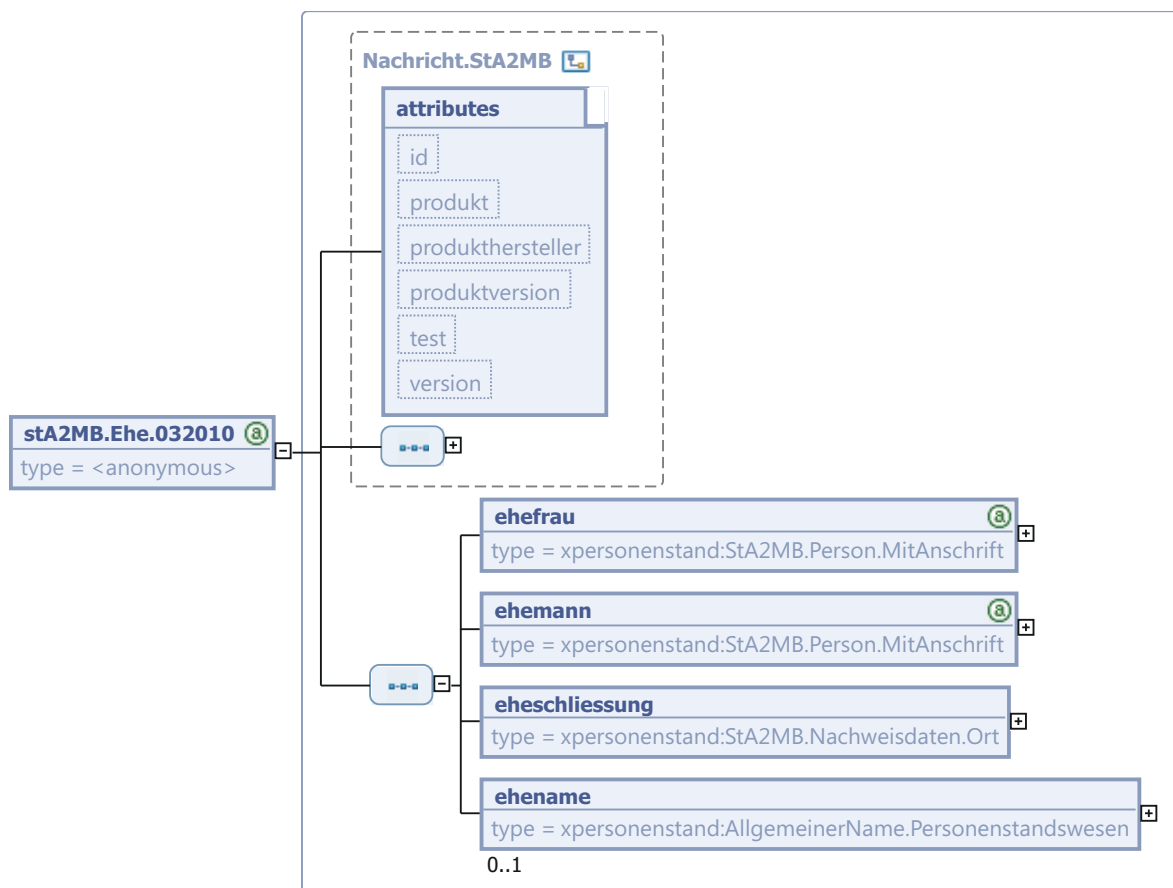 Nachricht.StA2MB
attributes
id
produkt
produkthersteller
produktversion
test
version
stA2MB.Ehe.032010 a
type = <anonymous>
ehefrau a
type = xpersonenstand:StA2MB.Person.MitAnschrift
ehemann a
type = xpersonenstand:StA2MB.Person.MitAnschrift
eheschliessung
type = xpersonenstand:StA2MB.Nachweisdaten.Ort
ehename
type = xpersonenstand:AllgemeinerName.Personenstandswesen
0..1